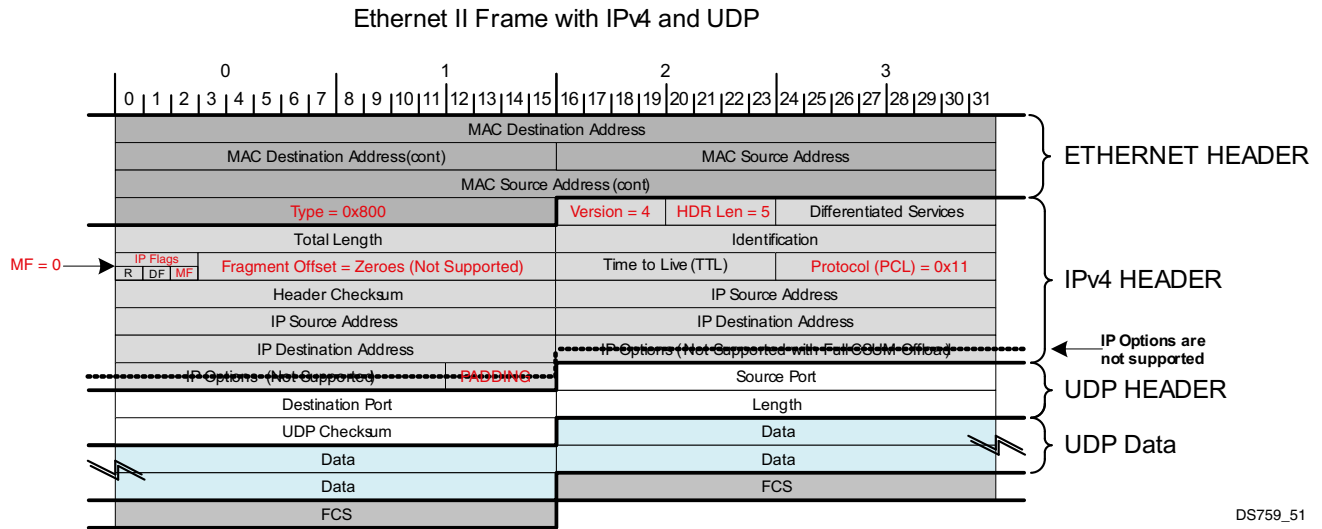 Ethernet II Frame with IPv4 and UDP
0 1 2 3
0 1 2 3 4 5 6 7 8 9 10 11 12 13 14 15 16 17 18 19 20 21 22 23 24 25 26 27 28 29 30 31
MAC Destination Address
MAC Destination Address(cont) MAC Source Address
MAC Source Address (cont)
ETHERNET HEADER
Type = 0x800 Version = 4 HDR Len = 5 Differentiated Services
Total Length Identification
MF = 0 IP Flags
R DF MF Fragment Offset = Zeroes (Not Supported) Time to Live (TTL) Protocol (PCL) = 0x11
IPv4 HEADER
Header Checksum IP Source Address
IP Source Address IP Destination Address
IP Destination Address IP Options (Not Supported with Full CSUM Offload)
IP Options are
not supported
IP Options (Not Supported) PADDING Source Port
UDP HEADER
Destination Port Length
UDP Checksum Data
UDP Data
Data Data
Data FCS
FCS
DS759_51